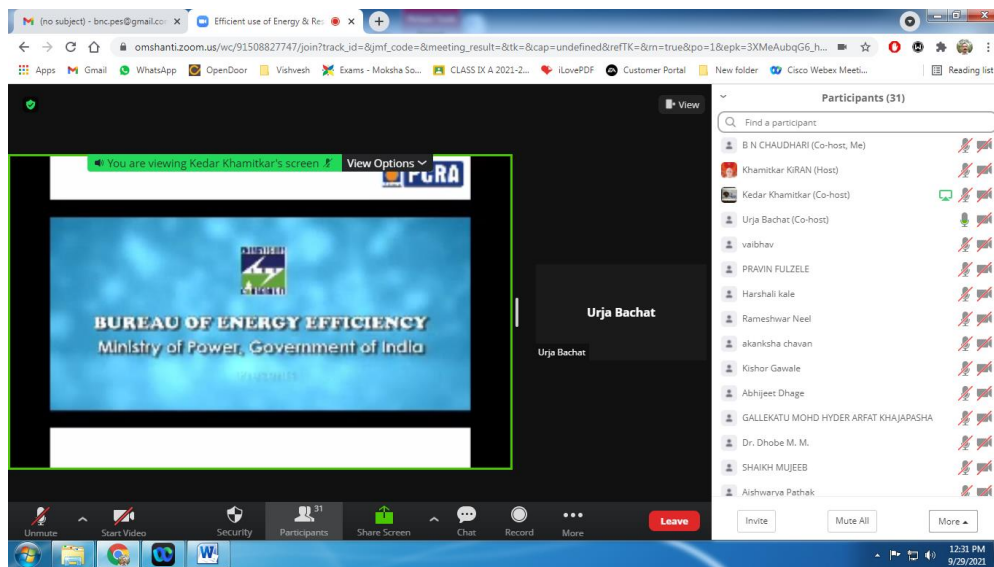 (no subject) - bnc.pes@gmail.co
Efficient use of Energy & Re
omshanti.zoom.us/wc/91508827747/join?track_id=&jmf_code=&meeting_result=&tk=&cap=undefined&refTK=&rn=true&po=1&epk=3XMeAubqG6_h...
Apps Gmail WhatsApp OpenDoor Vishvesh Exams - Moksha So... CLASS IX A 2021-2... iLovePDF Customer Portal New folder Cisco Webex Meeti... Reading list
View
You are viewing Kedar Khamitkar's screen View Options
PCRA
BUREAU OF ENERGY EFFICIENCY
Ministry of Power, Government of India
Urja Bachat
Urja Bachat
Participants (31)
Find a participant
B N CHAUDHARI (Co-host, Me)
Khamitkar KiRAN (Host)
Kedar Khamitkar (Co-host)
Urja Bachat (Co-host)
vaibhav
PRAVIN FULZELE
Harshali kale
Rameshwar Neel
akanksha chavan
Kishor Gawale
Abhijeet Dhage
GALLEKATU MOHD HYDER ARFAT KHAJAPASHA
Dr. Dhobe M. M.
SHAIKH MUJEEB
Aishwarya Pathak
Invite Mute All More
Unmute Start Video Security Participants 31 Share Screen Chat Record More Leave
12:31 PM
9/29/2021